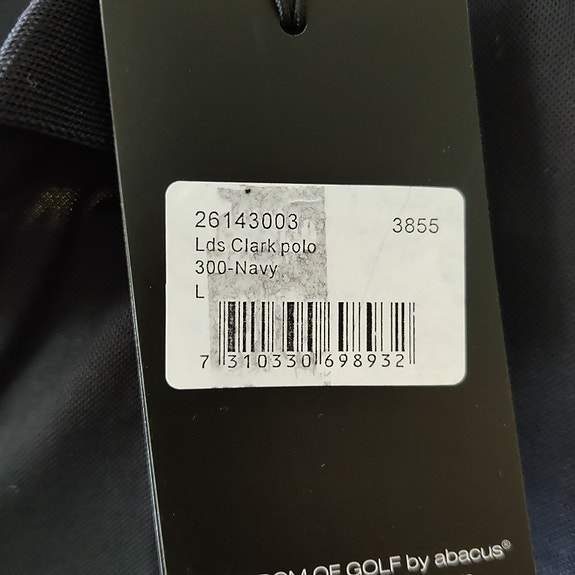 26143003 3855
Lds Clark polo
300-Navy
L
7 310330 698932
OF GOLF by abacus®